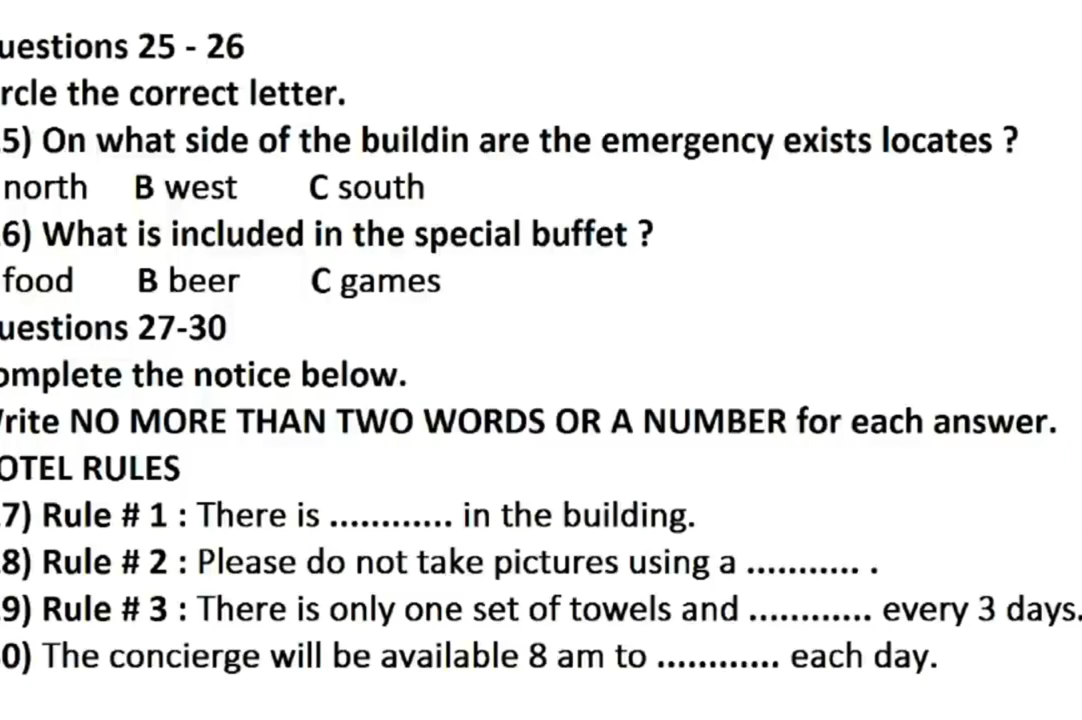 uestions 25 - 26
rcle the correct letter.
5) On what side of the buildin are the emergency exists locates ?
north B west C south
6) What is included in the special buffet ?
food B beer C games
uestions 27-30
omplete the notice below.
rite NO MORE THAN TWO WORDS OR A NUMBER for each answer.
OTEL RULES
7) Rule # 1 : There is ............ in the building.
8) Rule # 2 : Please do not take pictures using a ........... .
9) Rule # 3 : There is only one set of towels and ............ every 3 days.
0) The concierge will be available 8 am to ............ each day.